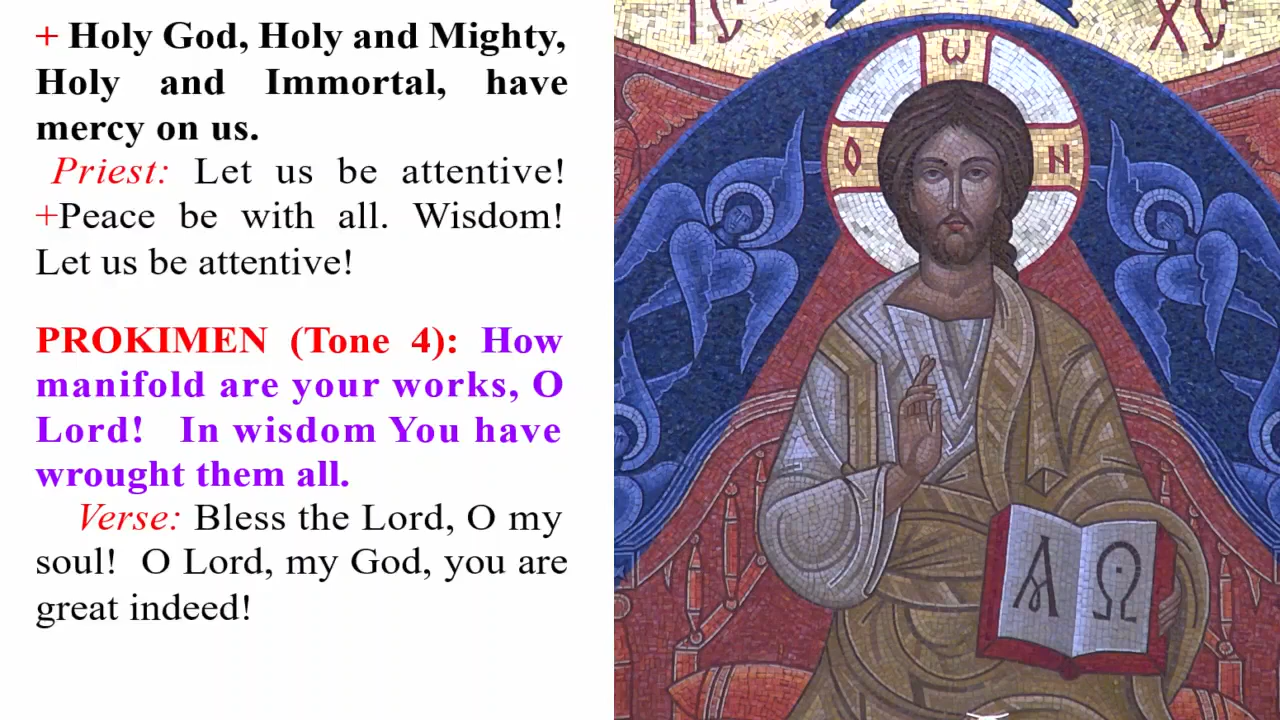 + Holy God, Holy and Mighty,
Holy and Immortal, have
mercy on us.
Priest: Let us be attentive!
+Peace be with all. Wisdom!
Let us be attentive!
PROKIMEN (Tone 4): How
manifold are your works, O
Lord! In wisdom You have
wrought them all.
Verse: Bless the Lord, O my
soul! O Lord, my God, you are
great indeed!
ΙC ΧC
Ѡ
Ο Ν
Α Ω